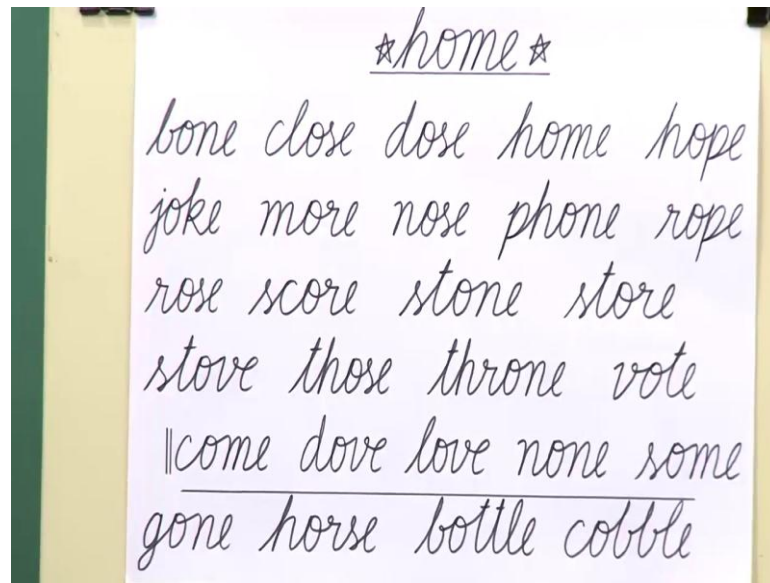 ☆home☆
bone close dose home hope
joke more nose phone rope
rose score stone store
stove those throne vote
||come dove love none some
gone horse bottle cobble